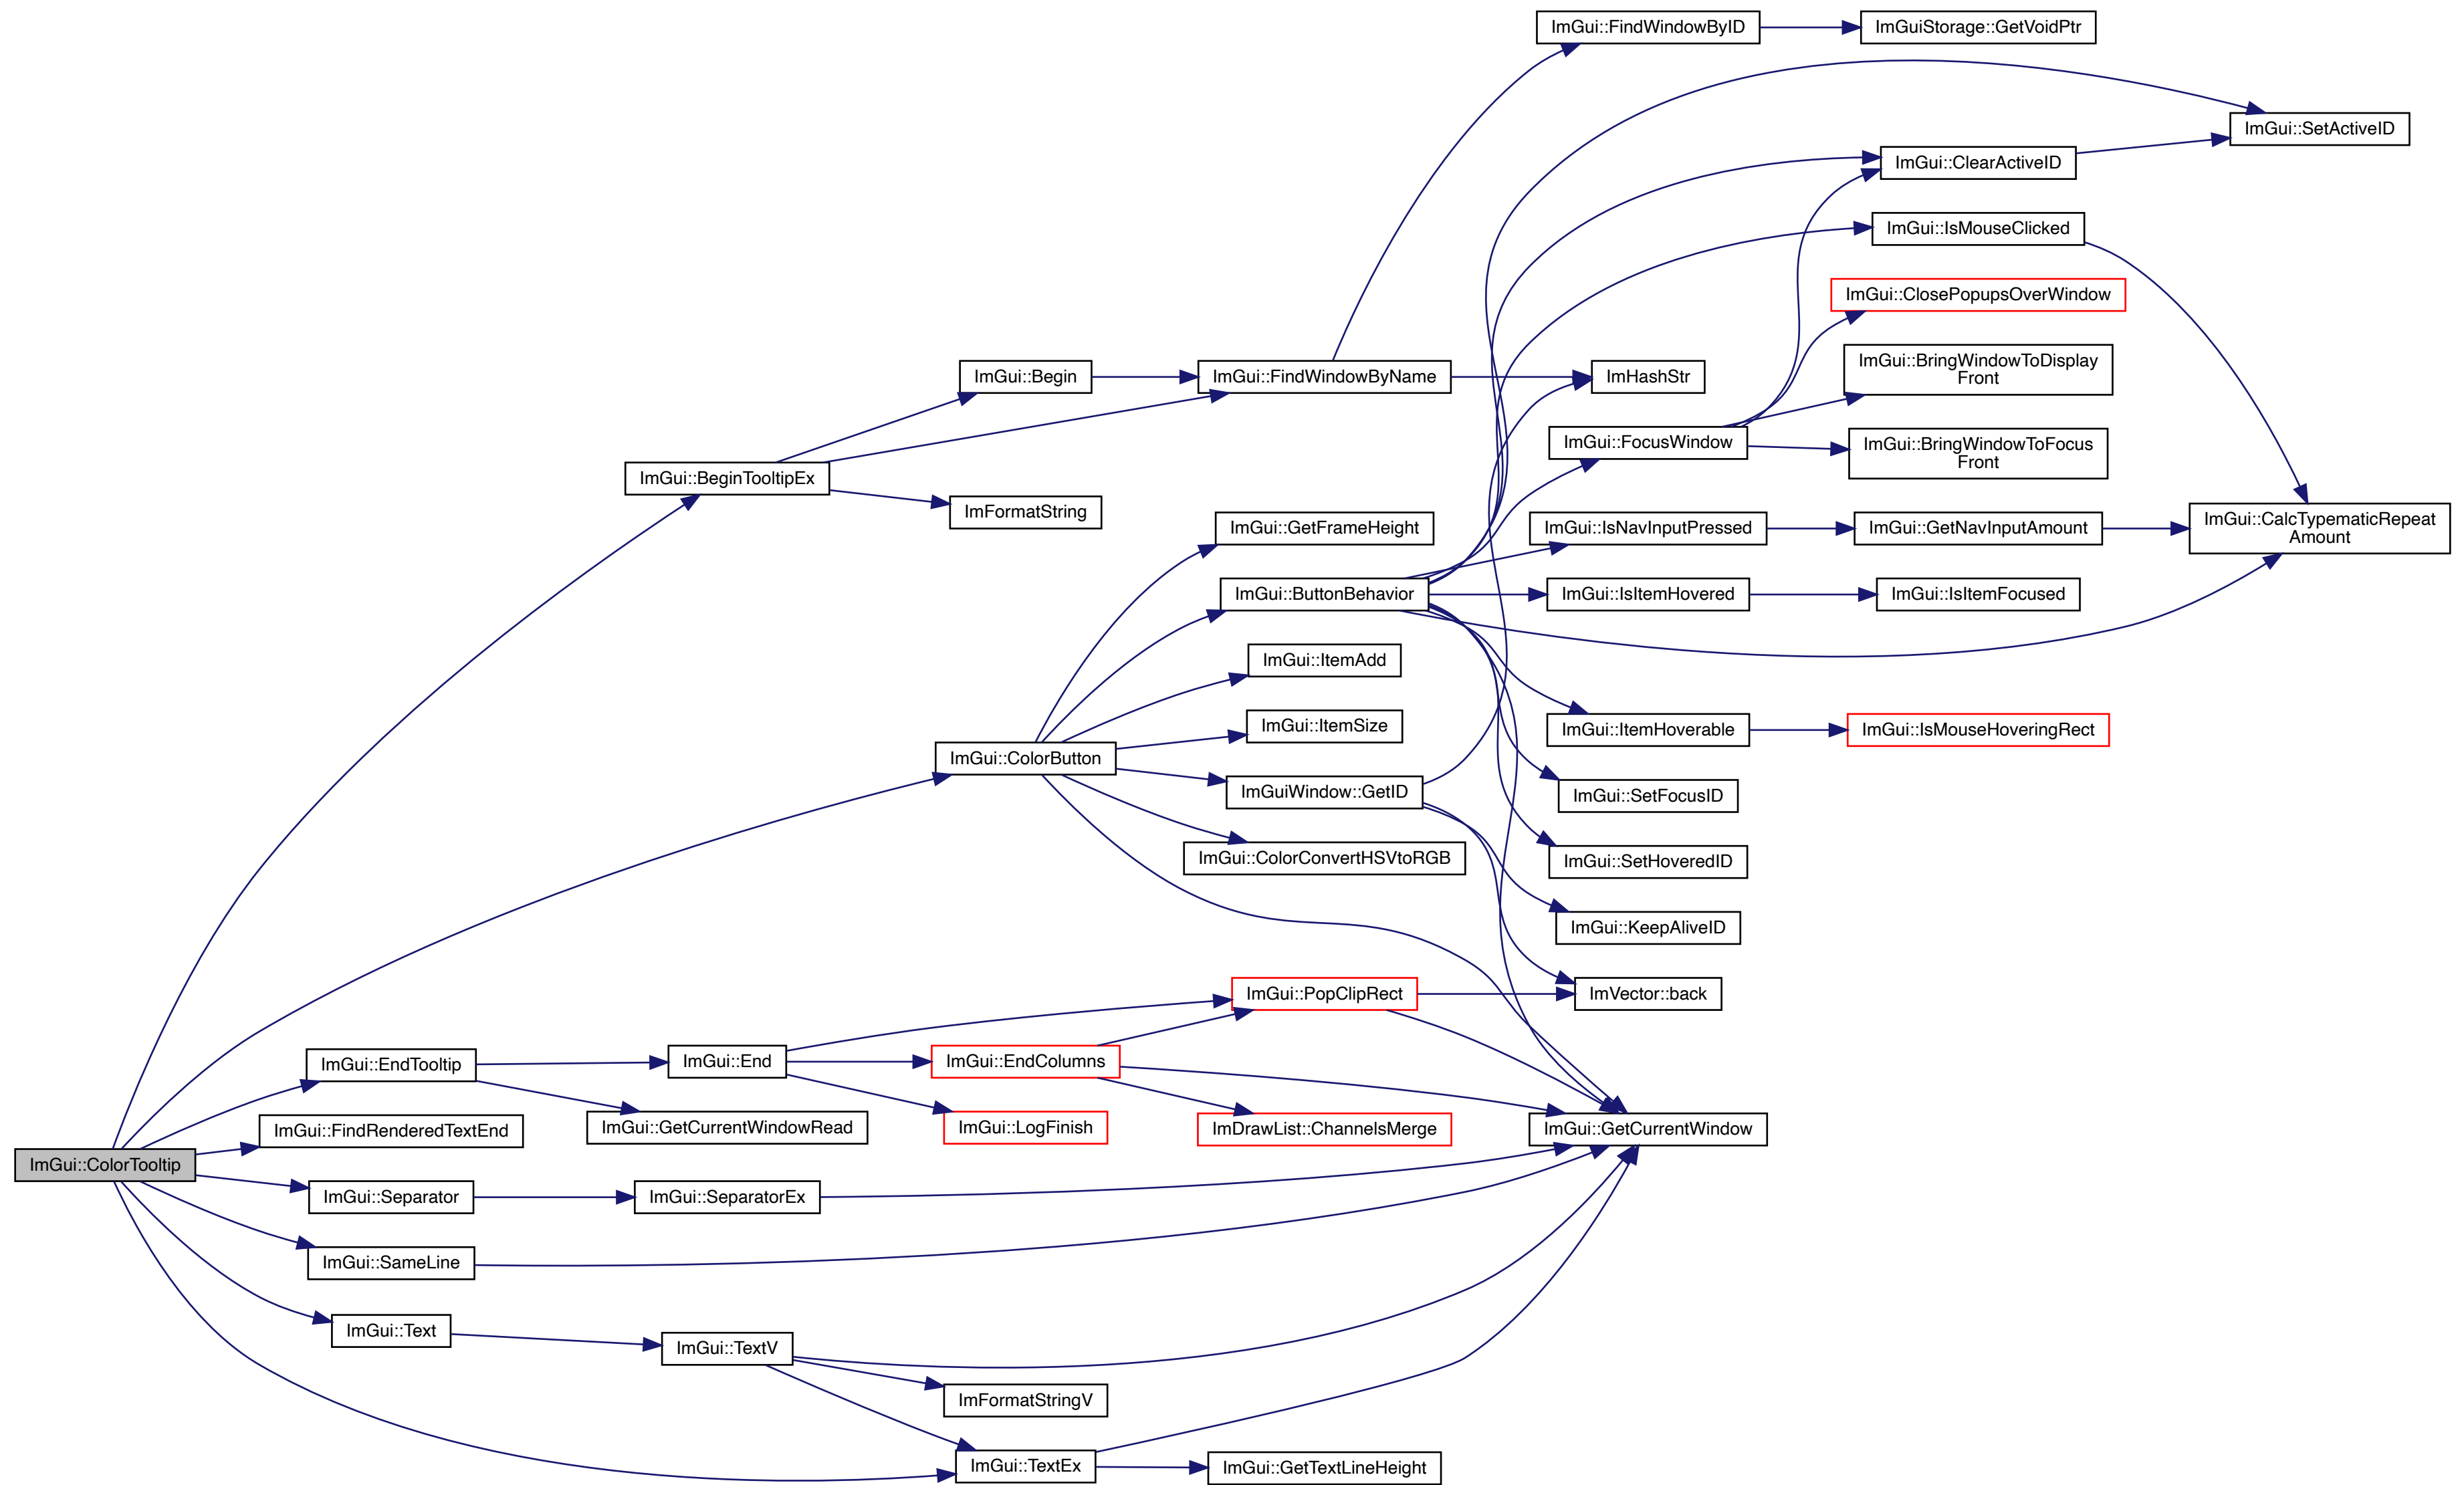 ImGui::FindWindowByID
ImGuiStorage::GetVoidPtr
ImGui::SetActiveID
ImGui::ClearActiveID
ImGui::IsMouseClicked
ImGui::ClosePopupsOverWindow
ImGui::BringWindowToDisplay
Front
ImGui::Begin
ImGui::FindWindowByName
ImHashStr
ImGui::FocusWindow
ImGui::BringWindowToFocus
Front
ImGui::BeginTooltipEx
ImFormatString
ImGui::GetFrameHeight
ImGui::IsNavInputPressed
ImGui::GetNavInputAmount
ImGui::CalcTypematicRepeat
Amount
ImGui::ButtonBehavior
ImGui::IsItemHovered
ImGui::IsItemFocused
ImGui::ItemAdd
ImGui::ItemSize
ImGui::ItemHoverable
ImGui::IsMouseHoveringRect
ImGui::ColorButton
ImGuiWindow::GetID
ImGui::SetFocusID
ImGui::ColorConvertHSVtoRGB
ImGui::SetHoveredID
ImGui::KeepAliveID
ImGui::PopClipRect
ImVector::back
ImGui::EndTooltip
ImGui::End
ImGui::EndColumns
ImGui::FindRenderedTextEnd
ImGui::GetCurrentWindowRead
ImGui::LogFinish
ImDrawList::ChannelsMerge
ImGui::GetCurrentWindow
ImGui::ColorTooltip
ImGui::Separator
ImGui::SeparatorEx
ImGui::SameLine
ImGui::Text
ImGui::TextV
ImFormatStringV
ImGui::TextEx
ImGui::GetTextLineHeight